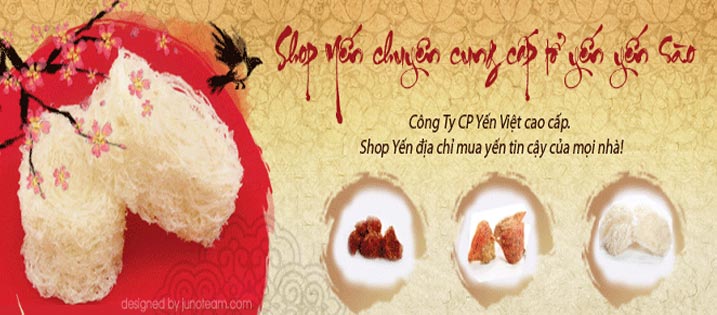 Shop Yến chuyên cung cấp tổ yến yến sào
Công Ty CP Yến Việt cao cấp.
Shop Yến địa chỉ mua yến tin cậy của mọi nhà!
designed by junoteam.com